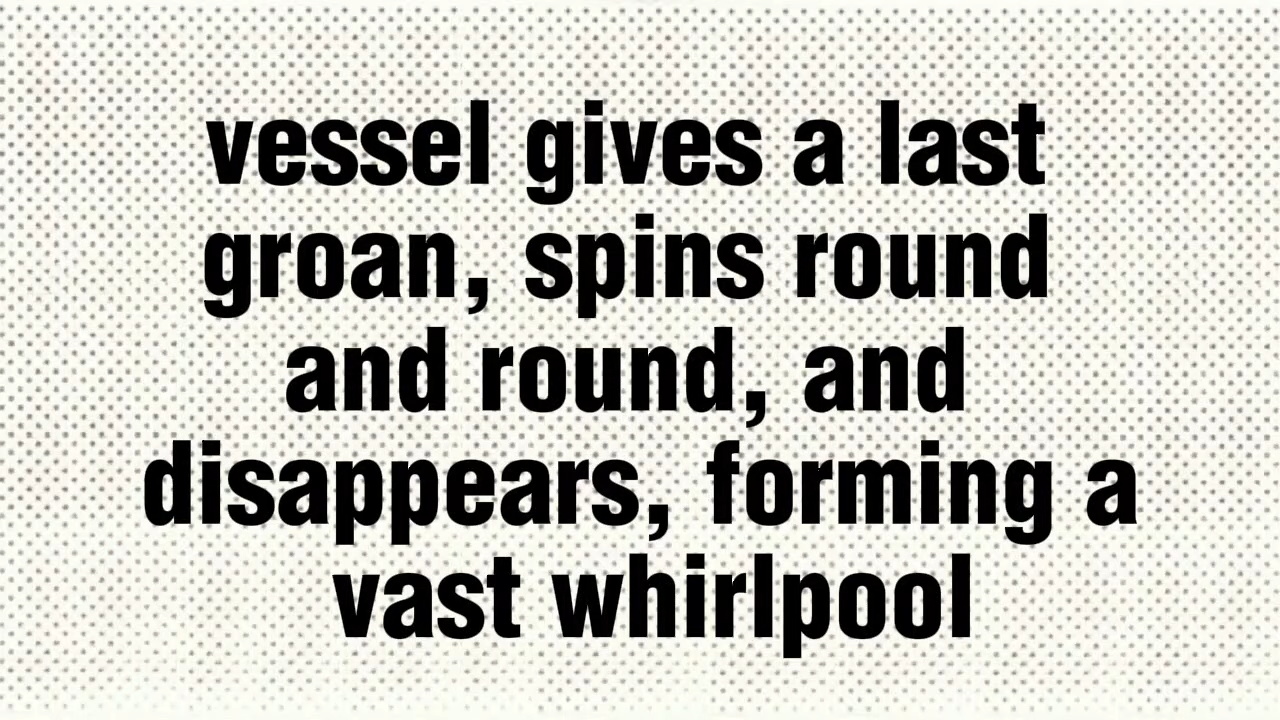 vessel gives a last
groan, spins round
and round, and
disappears, forming a
vast whirlpool